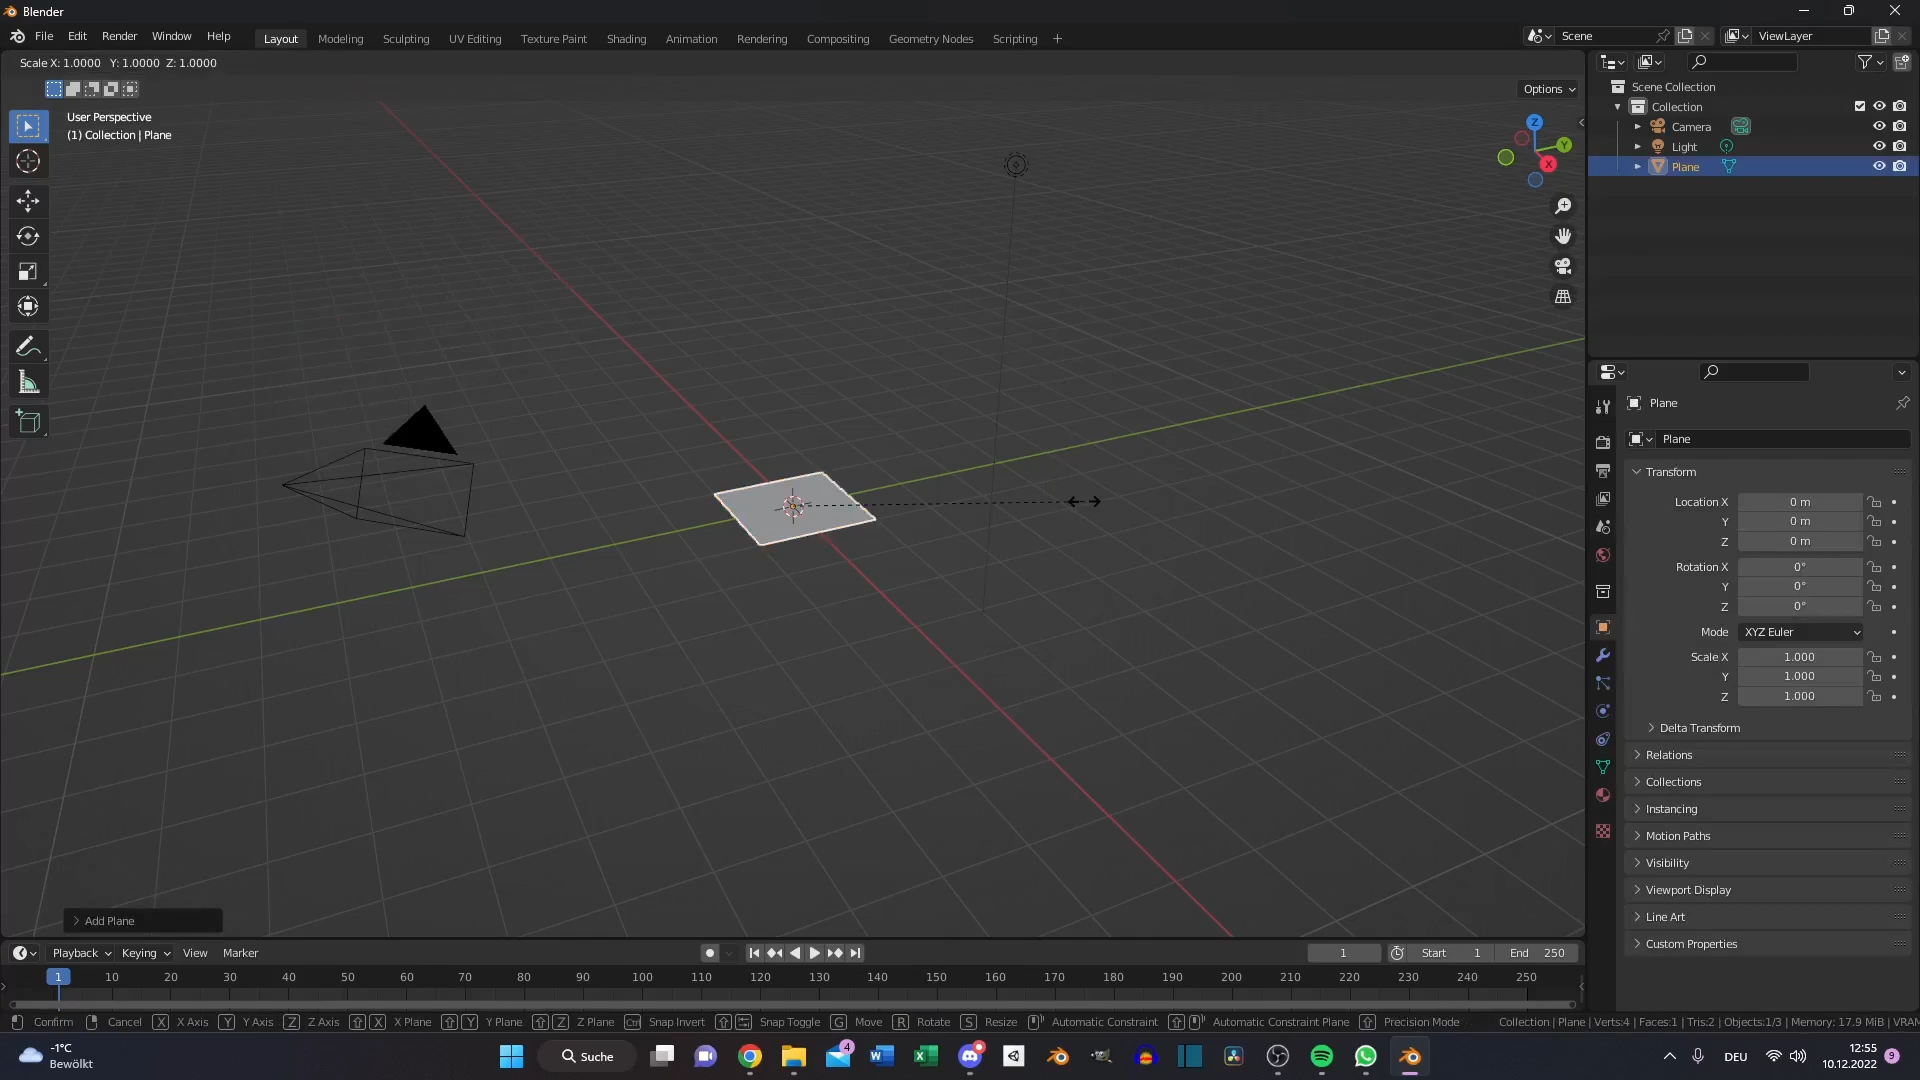 Blender
File Edit Render Window Help Layout Modeling Sculpting UV Editing Texture Paint Shading Animation Rendering Compositing Geometry Nodes Scripting + Scene ViewLayer
Scale X: 1.0000 Y: 1.0000 Z: 1.0000
Options
User Perspective
(1) Collection | Plane
Z
Y
X
Scene Collection
Collection
Camera
Light
Plane
Plane
Plane
Transform
Location X 0 m
Y 0 m
Z 0 m
Rotation X 0°
Y 0°
Z 0°
Mode XYZ Euler
Scale X 1.000
Y 1.000
Z 1.000
Delta Transform
Relations
Collections
Instancing
Motion Paths
Visibility
Viewport Display
Line Art
Custom Properties
Add Plane
Playback Keying View Marker 1 Start 1 End 250
1 10 20 30 40 50 60 70 80 90 100 110 120 130 140 150 160 170 180 190 200 210 220 230 240 250
Confirm Cancel X X Axis Y Y Axis Z Z Axis X X Plane Y Y Plane Z Z Plane Ctrl Snap Invert Snap Toggle G Move R Rotate S Resize Automatic Constraint Automatic Constraint Plane Precision Mode Collection | Plane | Verts:4 | Faces:1 | Tris:2 | Objects:1/3 | Memory: 17.9 MiB | VRAM
-1°C
Bewölkt
Suche
4
DEU
12:55
10.12.2022
9